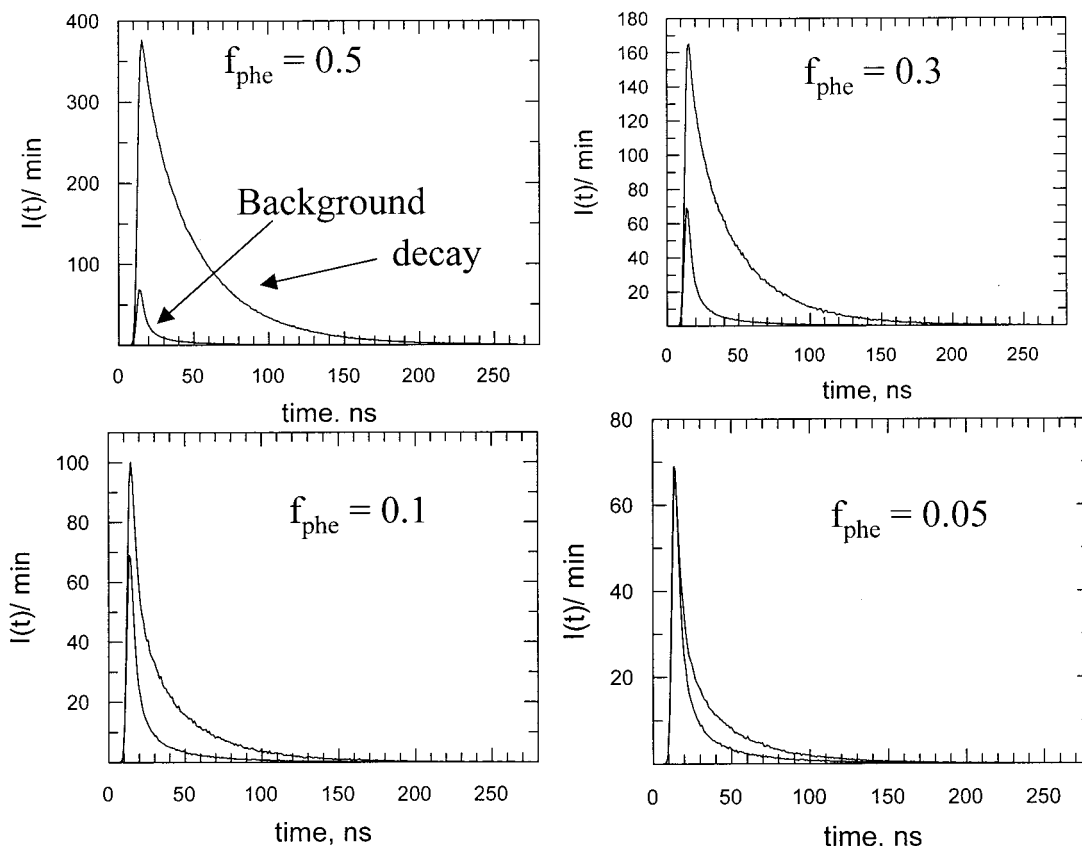 400
300
200
100
I(t)/ min
f_phe = 0.5
Background
decay
0 50 100 150 200 250
time. ns
180
160
140
120
100
80
60
40
20
I(t)/ min
f_phe = 0.3
0 50 100 150 200 250
time, ns
100
80
60
40
20
I(t)/ min
f_phe = 0.1
0 50 100 150 200 250
time, ns
80
60
40
20
I(t)/ min
f_phe = 0.05
0 50 100 150 200 250
time, ns